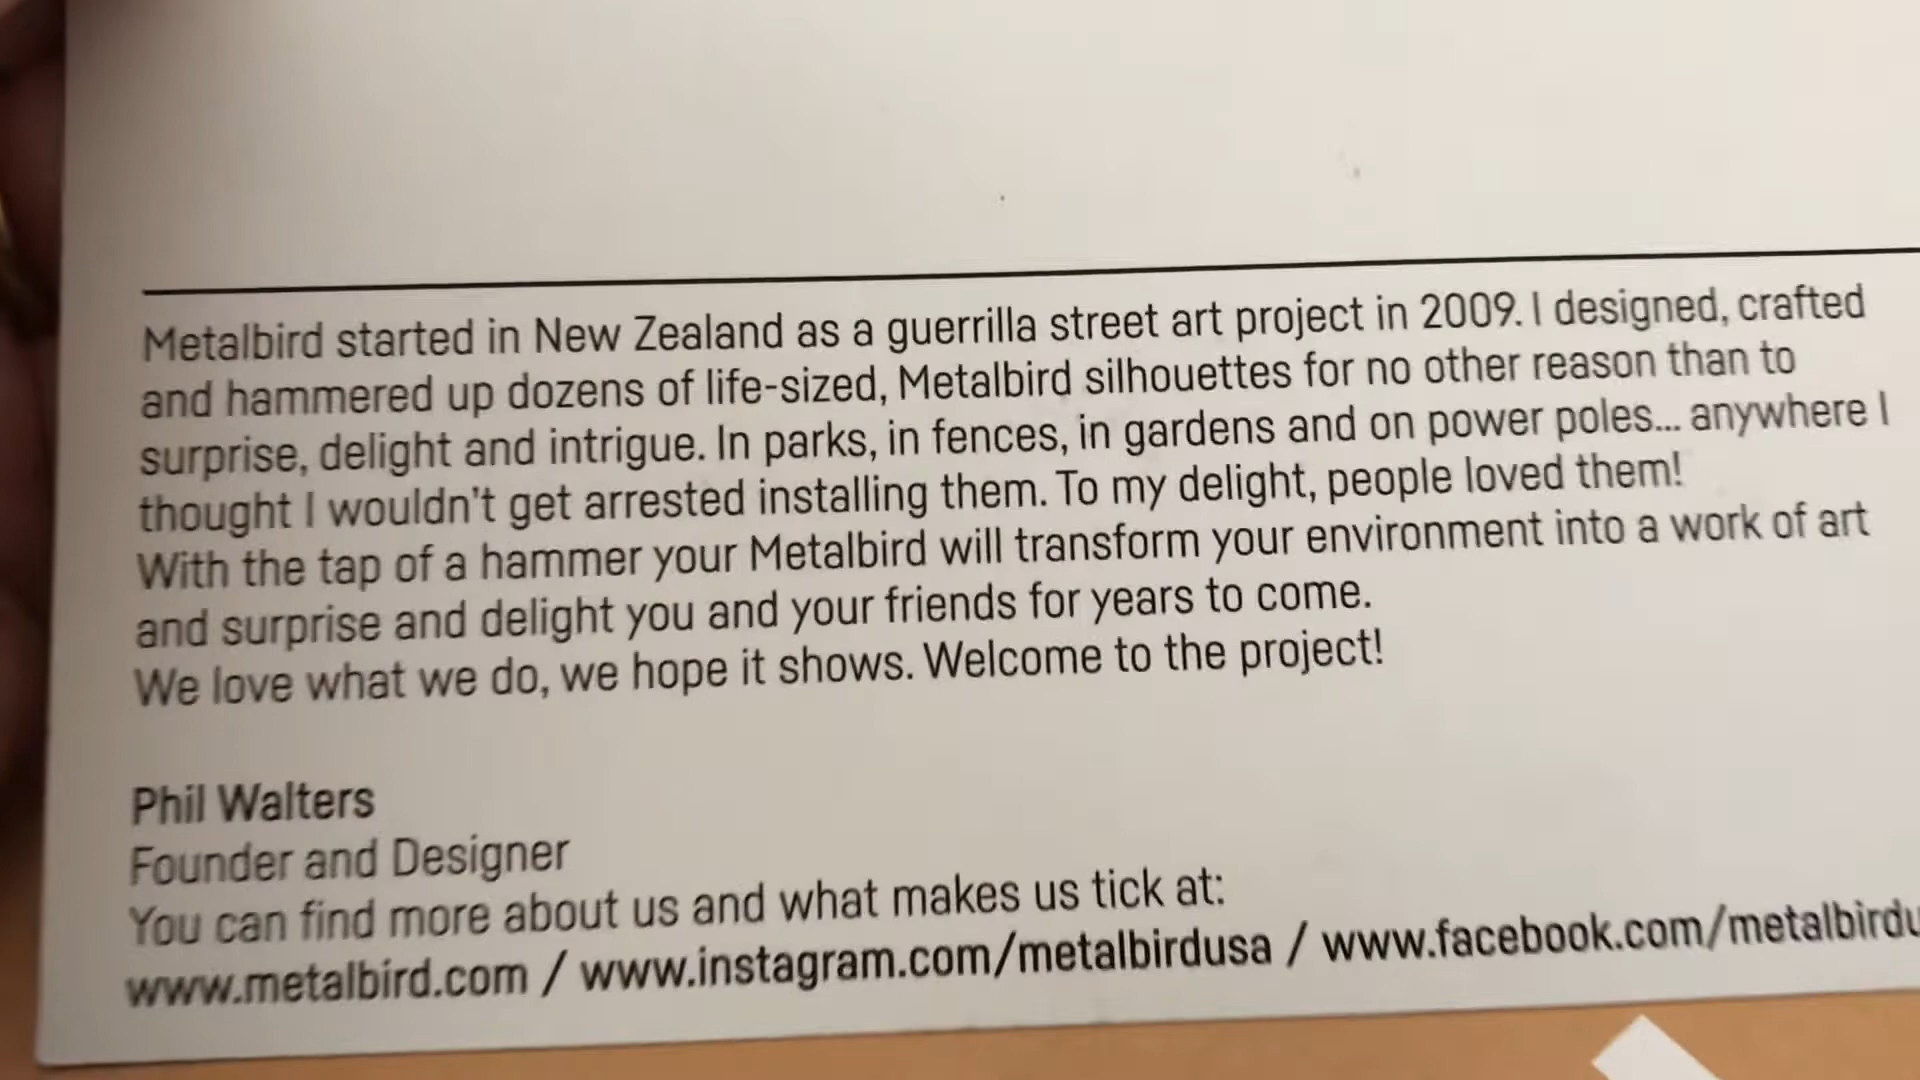 Metalbird started in New Zealand as a guerrilla street art project in 2009. I designed, crafted
and hammered up dozens of life-sized, Metalbird silhouettes for no other reason than to
surprise, delight and intrigue. In parks, in fences, in gardens and on power poles... anywhere I
thought I wouldn't get arrested installing them. To my delight, people loved them!
With the tap of a hammer your Metalbird will transform your environment into a work of art
and surprise and delight you and your friends for years to come.
We love what we do, we hope it shows. Welcome to the project!
Phil Walters
Founder and Designer
You can find more about us and what makes us tick at:
www.metalbird.com / www.instagram.com/metalbirdusa / www.facebook.com/metalbirdu